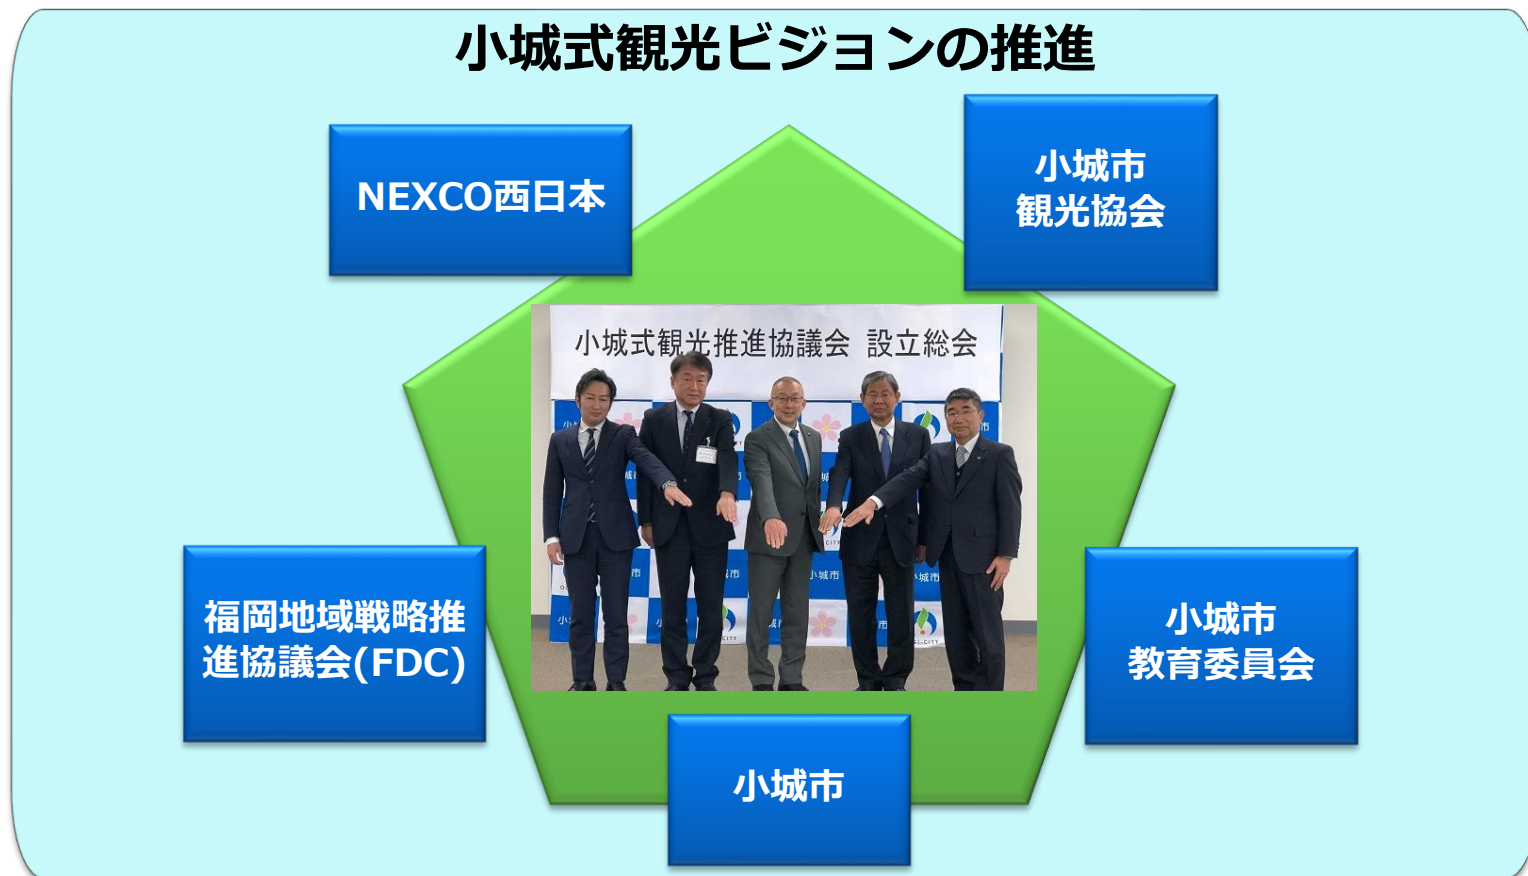 小城式観光ビジョンの推進
NEXCO西日本
小城市
観光協会
小城式観光推進協議会 設立総会
福岡地域戦略推
進協議会(FDC)
小城市
教育委員会
小城市